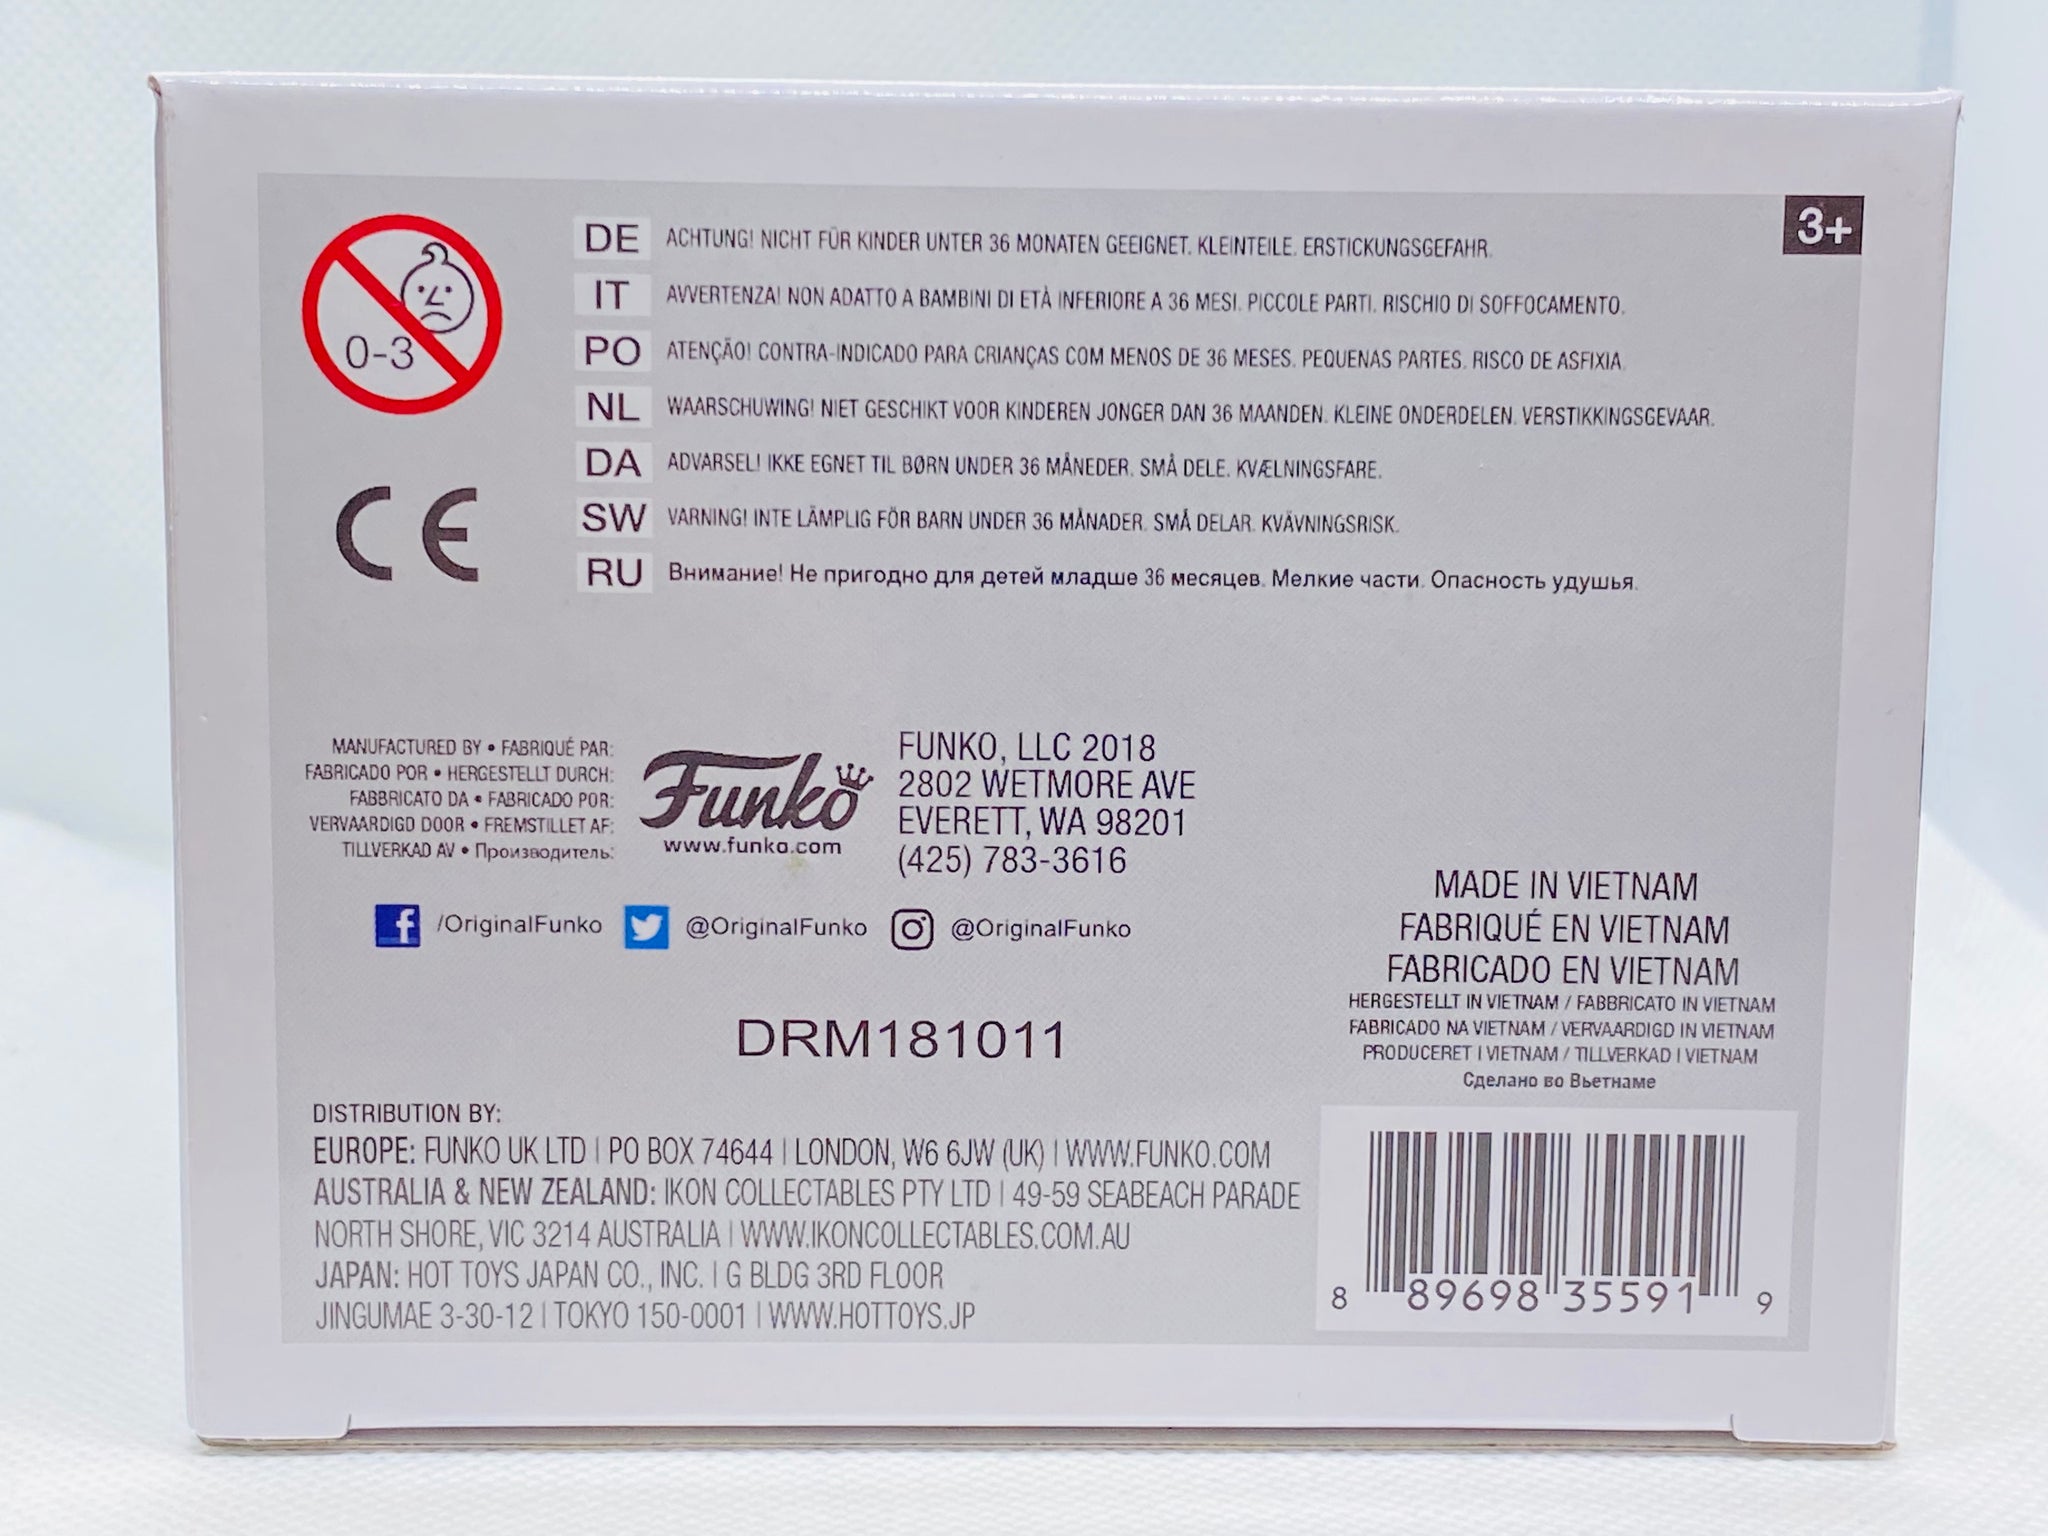 3+
0-3
DE ACHTUNG! NICHT FÜR KINDER UNTER 36 MONATEN GEEIGNET. KLEINTEILE. ERSTICKUNGSGEFAHR.
IT AVVERTENZA! NON ADATTO A BAMBINI DI ETÀ INFERIORE A 36 MESI. PICCOLE PARTI. RISCHIO DI SOFFOCAMENTO.
PO ATENÇÃO! CONTRA-INDICADO PARA CRIANÇAS COM MENOS DE 36 MESES. PEQUENAS PARTES. RISCO DE ASFIXIA.
NL WAARSCHUWING! NIET GESCHIKT VOOR KINDEREN JONGER DAN 36 MAANDEN. KLEINE ONDERDELEN. VERSTIKKINGSGEVAAR.
DA ADVARSEL! IKKE EGNET TIL BØRN UNDER 36 MÅNEDER. SMÅ DELE. KVÆLNINGSFARE.
SW VARNING! INTE LÄMPLIG FÖR BARN UNDER 36 MÅNADER. SMÅ DELAR. KVÄVNINGSRISK.
RU Внимание! Не пригодно для детей младше 36 месяцев. Мелкие части. Опасность удушья.
CE
MANUFACTURED BY • FABRIQUÉ PAR:
FABRICADO POR • HERGESTELLT DURCH:
FABBRICATO DA • FABRICADO POR:
VERVAARDIGD DOOR • FREMSTILLET AF:
TILLVERKAD AV • Производитель:
Funko
www.funko.com
FUNKO, LLC 2018
2802 WETMORE AVE
EVERETT, WA 98201
(425) 783-3616
/OriginalFunko @OriginalFunko @OriginalFunko
MADE IN VIETNAM
FABRIQUÉ EN VIETNAM
FABRICADO EN VIETNAM
HERGESTELLT IN VIETNAM / FABBRICATO IN VIETNAM
FABRICADO NA VIETNAM / VERVAARDIGD IN VIETNAM
PRODUCERET I VIETNAM / TILLVERKAD I VIETNAM
Сделано во Вьетнаме
DRM181011
DISTRIBUTION BY:
EUROPE: FUNKO UK LTD | PO BOX 74644 | LONDON, W6 6JW (UK) | WWW.FUNKO.COM
AUSTRALIA & NEW ZEALAND: IKON COLLECTABLES PTY LTD | 49-59 SEABEACH PARADE
NORTH SHORE, VIC 3214 AUSTRALIA | WWW.IKONCOLLECTABLES.COM.AU
JAPAN: HOT TOYS JAPAN CO., INC. | G BLDG 3RD FLOOR
JINGUMAE 3-30-12 | TOKYO 150-0001 | WWW.HOTTOYS.JP
8 89698 35591 9